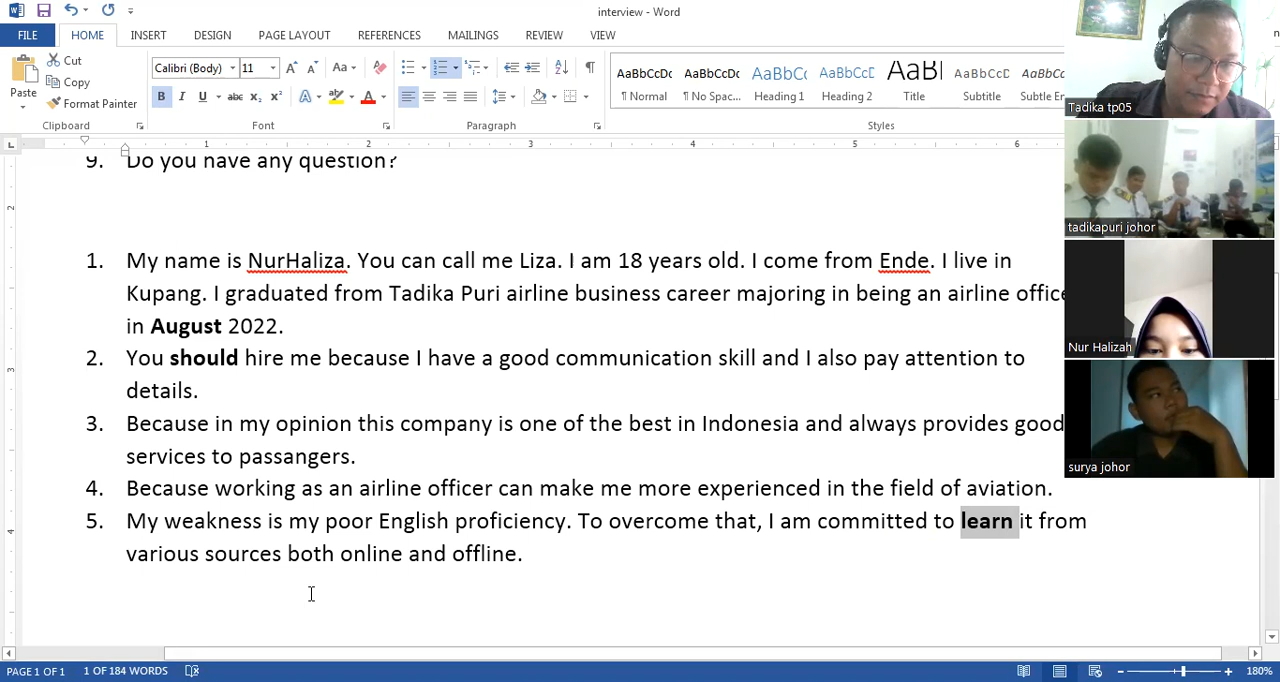 interview - Word
FILE HOME INSERT DESIGN PAGE LAYOUT REFERENCES MAILINGS REVIEW VIEW
Cut
Copy
Format Painter
Paste
Calibri (Body) 11
AaBbCcDc AaBbCcDc AaBbCc AaBbCcD AaBl AaBbCcD AaBbCcD
¶ Normal ¶ No Spac... Heading 1 Heading 2 Title Subtitle Subtle En
Clipboard Font Paragraph Styles
9. Do you have any question?
1. My name is NurHaliza. You can call me Liza. I am 18 years old. I come from Ende. I live in
Kupang. I graduated from Tadika Puri airline business career majoring in being an airline office
in August 2022.
2. You should hire me because I have a good communication skill and I also pay attention to
details.
3. Because in my opinion this company is one of the best in Indonesia and always provides good
services to passangers.
4. Because working as an airline officer can make me more experienced in the field of aviation.
5. My weakness is my poor English proficiency. To overcome that, I am committed to learn it from
various sources both online and offline.
Tadika tp05
tadikapuri johor
Nur Halizah
surya johor
PAGE 1 OF 1 1 OF 184 WORDS 180%